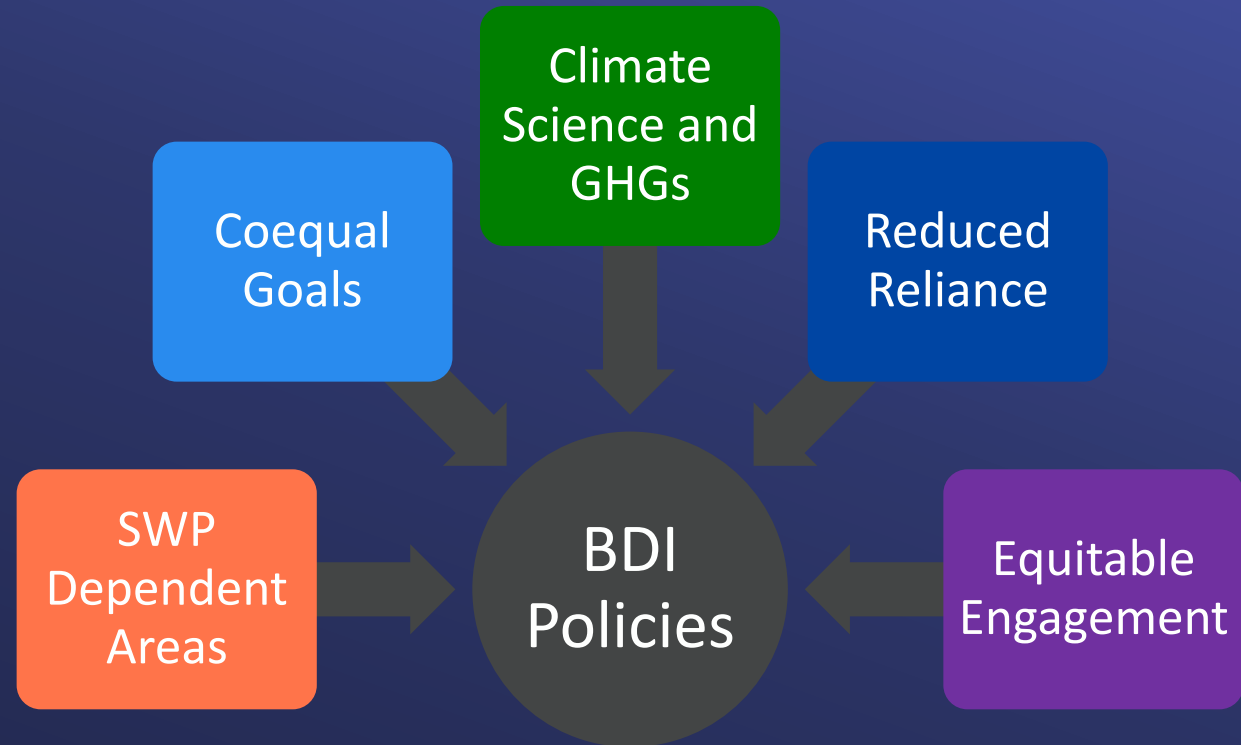 Climate
Science and
GHGs
Coequal
Goals
Reduced
Reliance
SWP
Dependent
Areas
BDI
Policies
Equitable
Engagement